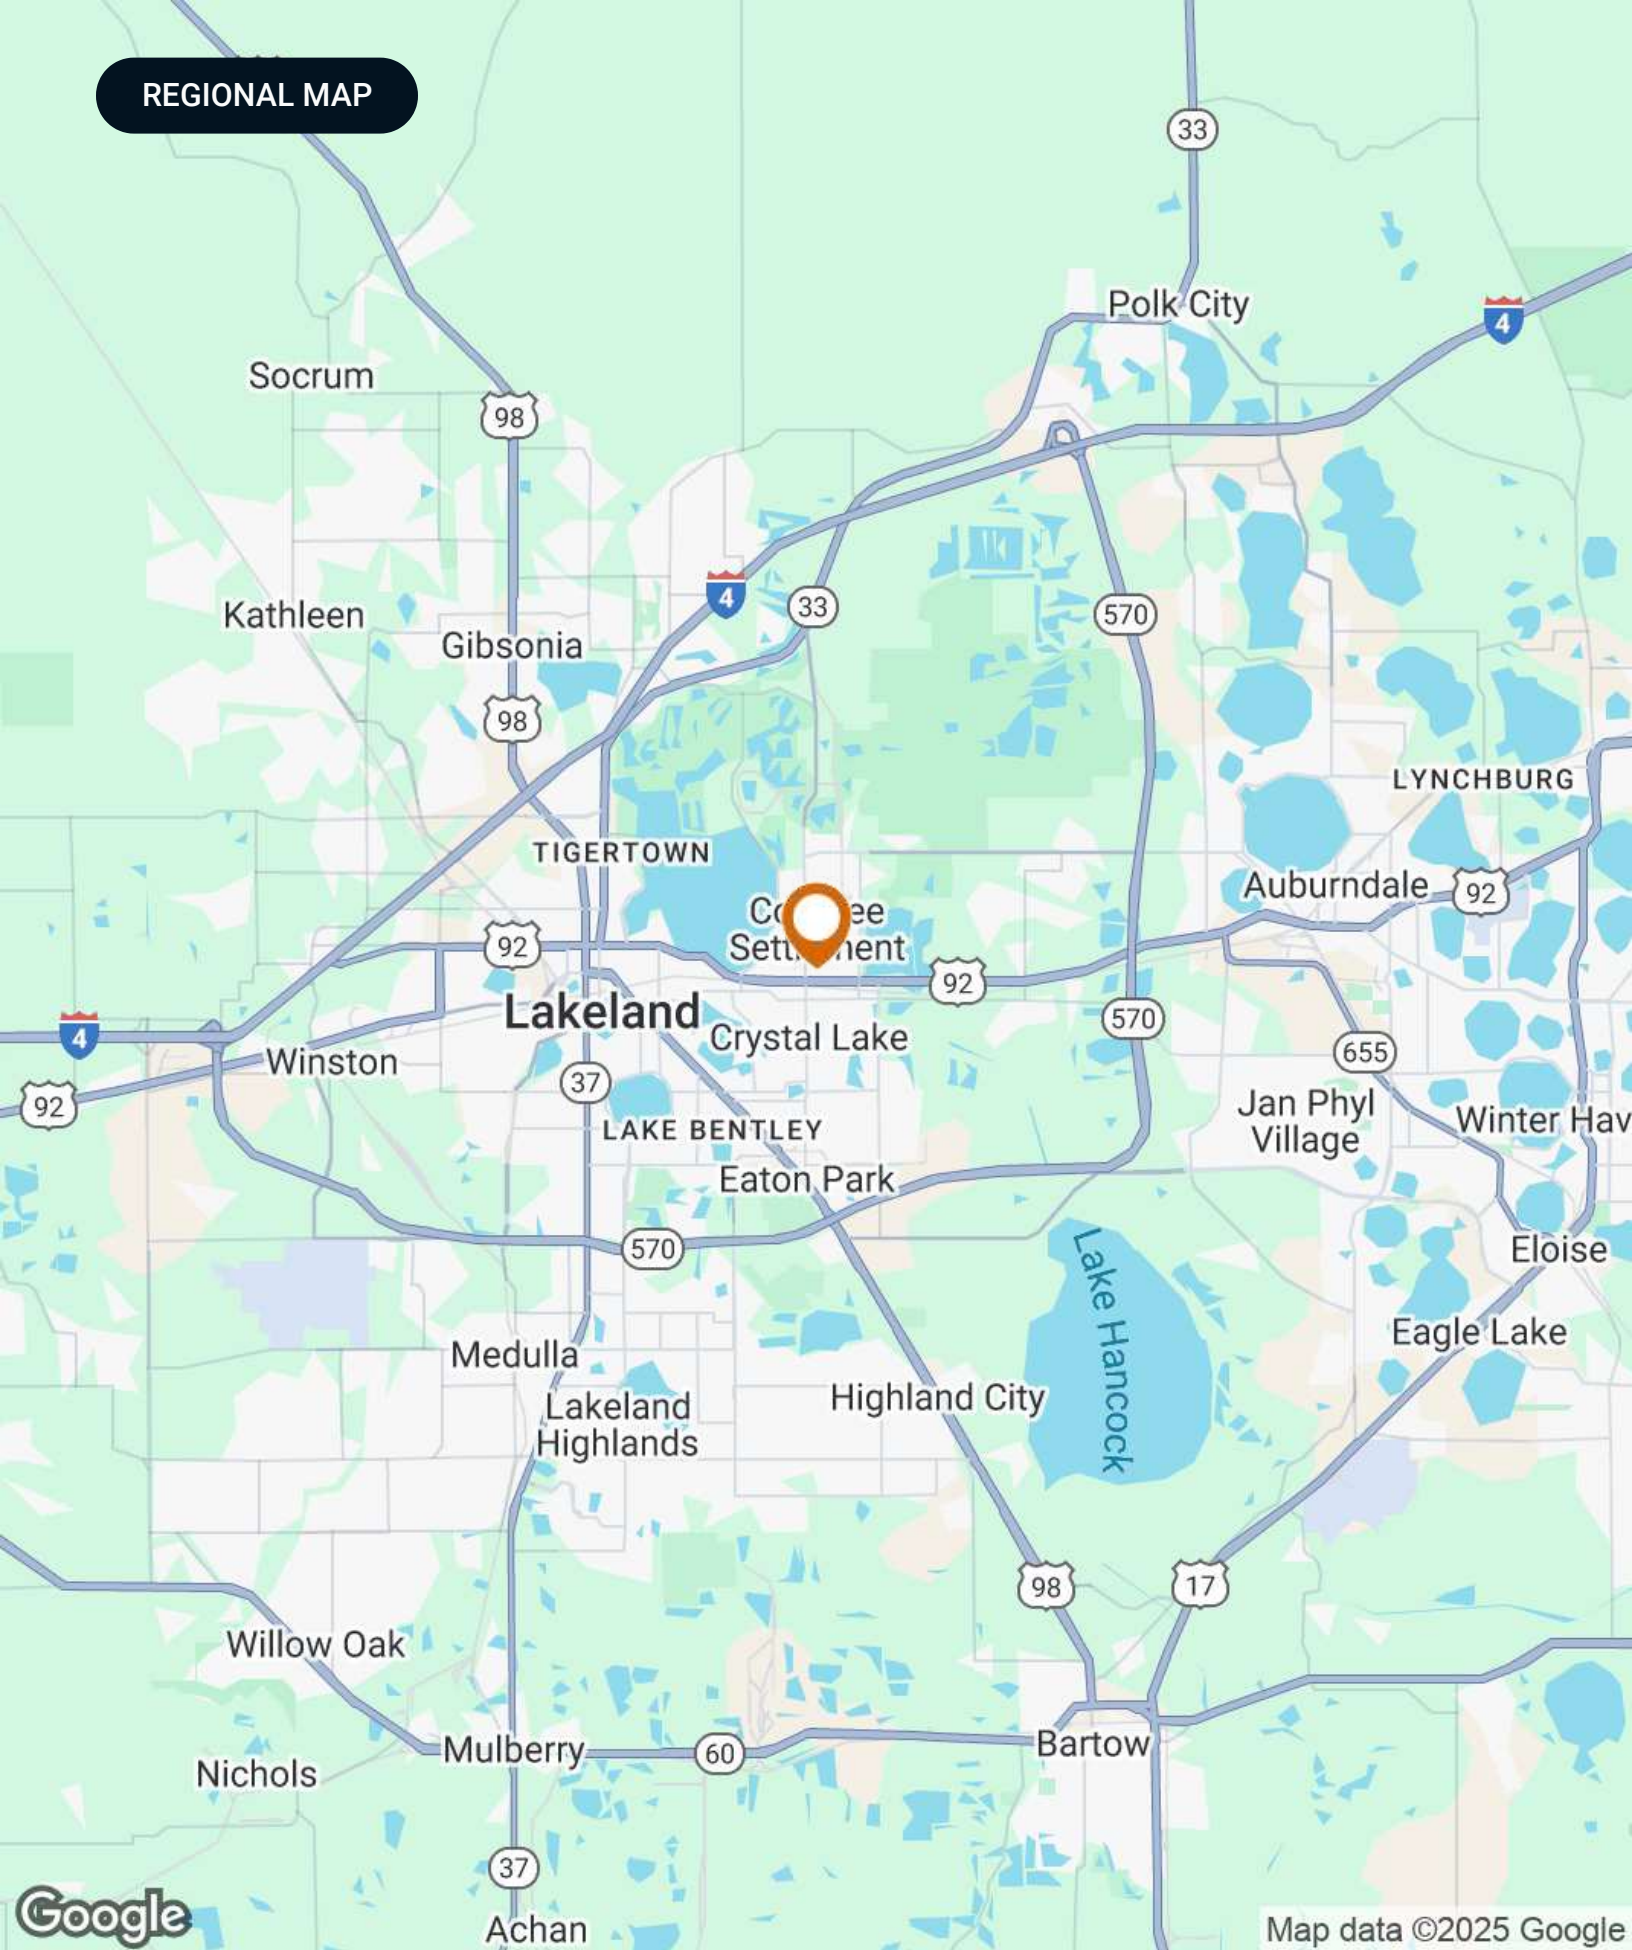 REGIONAL MAP
33
Polk City
4
Socrum
98
4
33
570
Kathleen
Gibsonia
98
LYNCHBURG
TIGERTOWN
Auburndale
92
92
92
Lakeland
Crystal Lake
570
4
Winston
655
92
37
Jan Phyl
Village
Winter Hav
LAKE BENTLEY
Eaton Park
570
Lake Hancock
Eloise
Eagle Lake
Medulla
Lakeland
Highlands
Highland City
98
17
Willow Oak
Mulberry
60
Bartow
Nichols
37
Achan
Google
Map data ©2025 Google